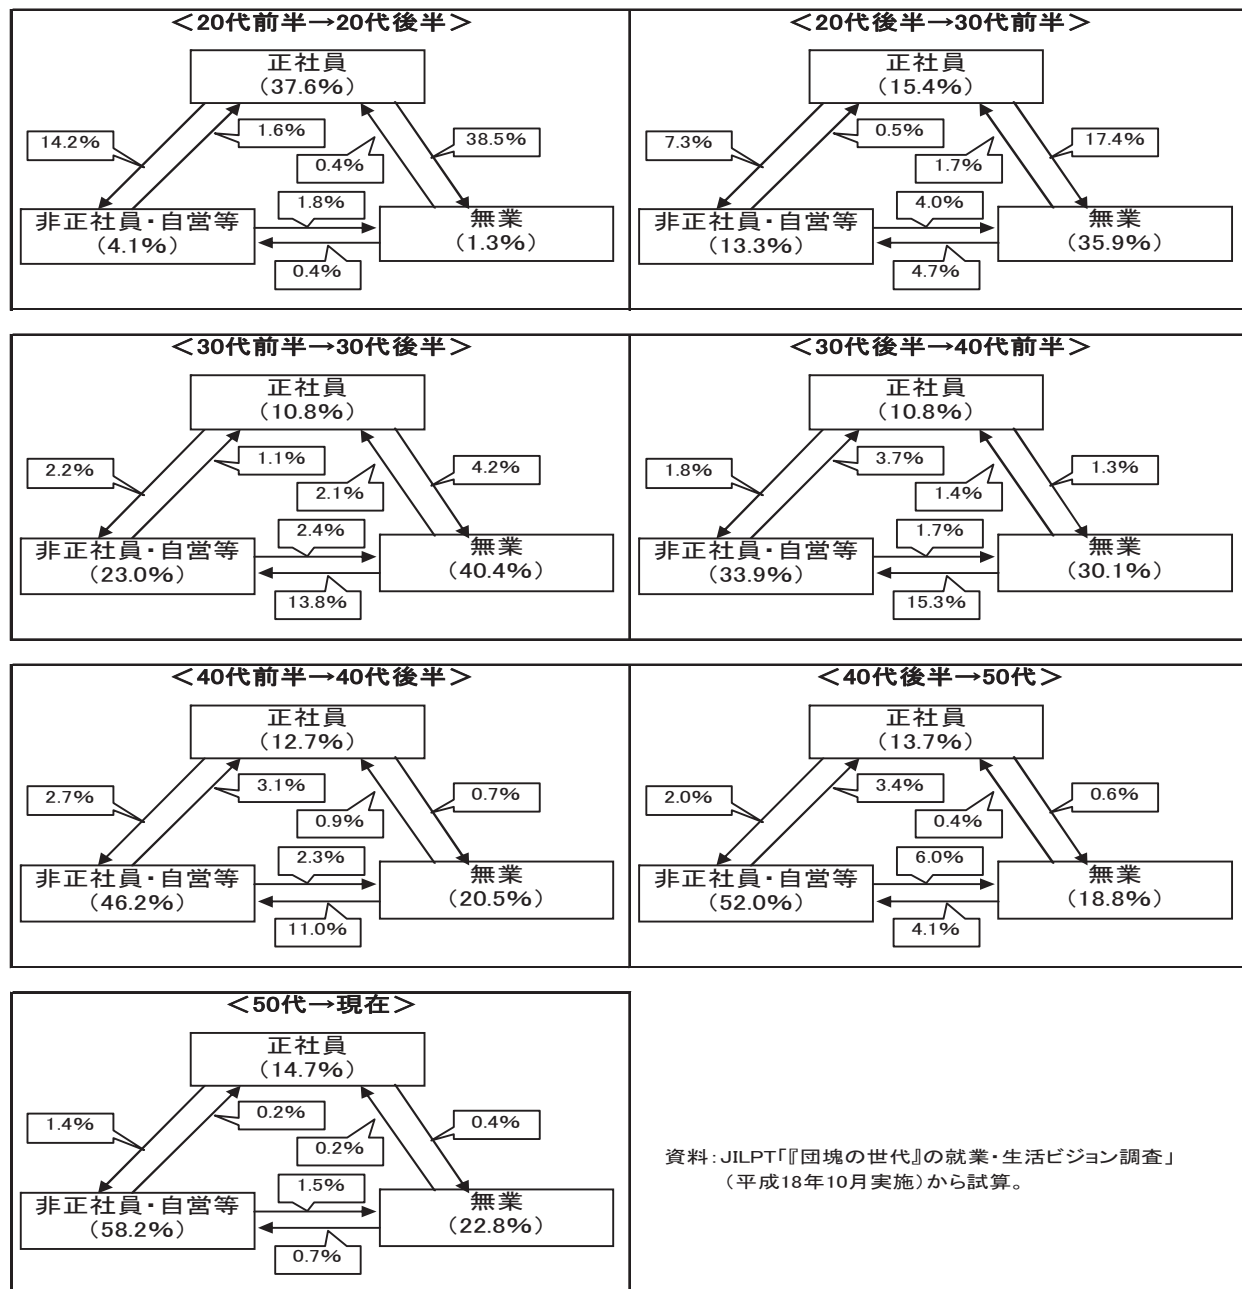 ＜20代前半→20代後半＞
正社員
（37.6%）
14.2%
1.6%
0.4%
38.5%
1.8%
非正社員・自営等
（4.1%）
無業
（1.3%）
0.4%
＜20代後半→30代前半＞
正社員
（15.4%）
7.3%
0.5%
1.7%
17.4%
4.0%
非正社員・自営等
（13.3%）
無業
（35.9%）
4.7%
＜30代前半→30代後半＞
正社員
（10.8%）
2.2%
1.1%
2.1%
4.2%
2.4%
非正社員・自営等
（23.0%）
無業
（40.4%）
13.8%
＜30代後半→40代前半＞
正社員
（10.8%）
1.8%
3.7%
1.4%
1.3%
1.7%
非正社員・自営等
（33.9%）
無業
（30.1%）
15.3%
＜40代前半→40代後半＞
正社員
（12.7%）
2.7%
3.1%
0.9%
0.7%
2.3%
非正社員・自営等
（46.2%）
無業
（20.5%）
11.0%
＜40代後半→50代＞
正社員
（13.7%）
2.0%
3.4%
0.4%
0.6%
6.0%
非正社員・自営等
（52.0%）
無業
（18.8%）
4.1%
＜50代→現在＞
正社員
（14.7%）
1.4%
0.2%
0.2%
0.4%
1.5%
非正社員・自営等
（58.2%）
無業
（22.8%）
0.7%
資料：JILPT「『団塊の世代』の就業・生活ビジョン調査」
（平成18年10月実施）から試算。